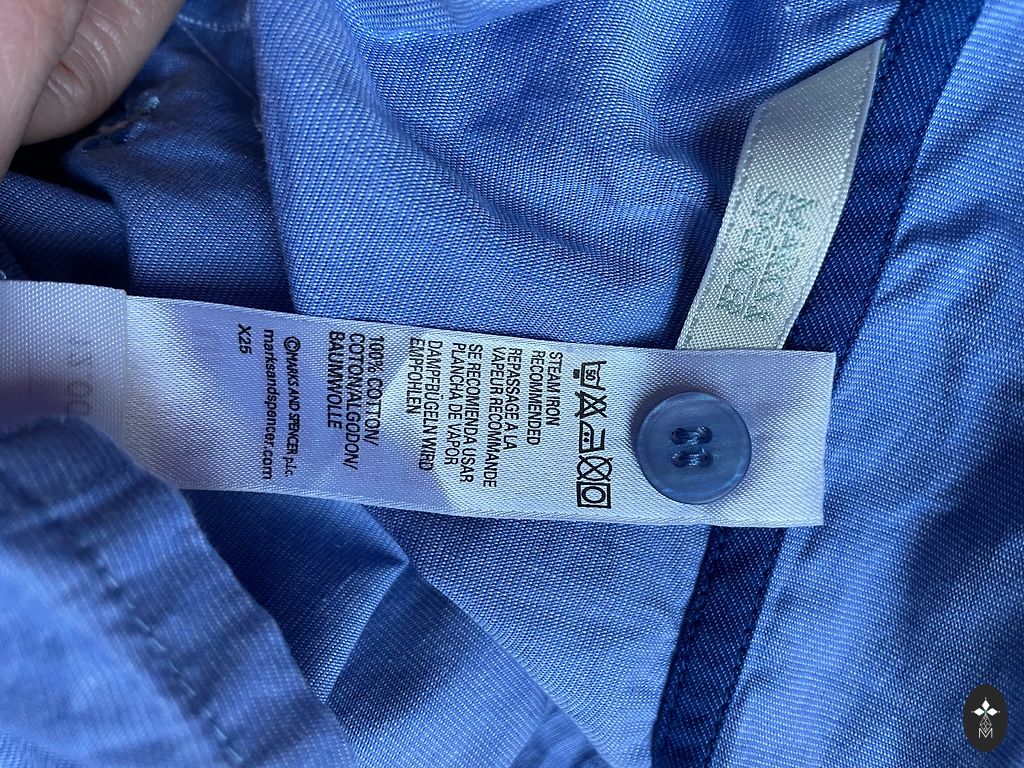 50
STEAM IRON
RECOMMENDED
REPASSAGE A LA
VAPEUR RECOMMANDE
SE RECOMIENDA USAR
PLANCHA DE VAPOR
DAMPFBÜGELN WIRD
EMPFOHLEN
100% COTTON/
COTON/ALGODON/
BAUMWOLLE
©MARKS AND SPENCER p.l.c.
marksandspencer.com
X25
MARKS&
SPENCER
M